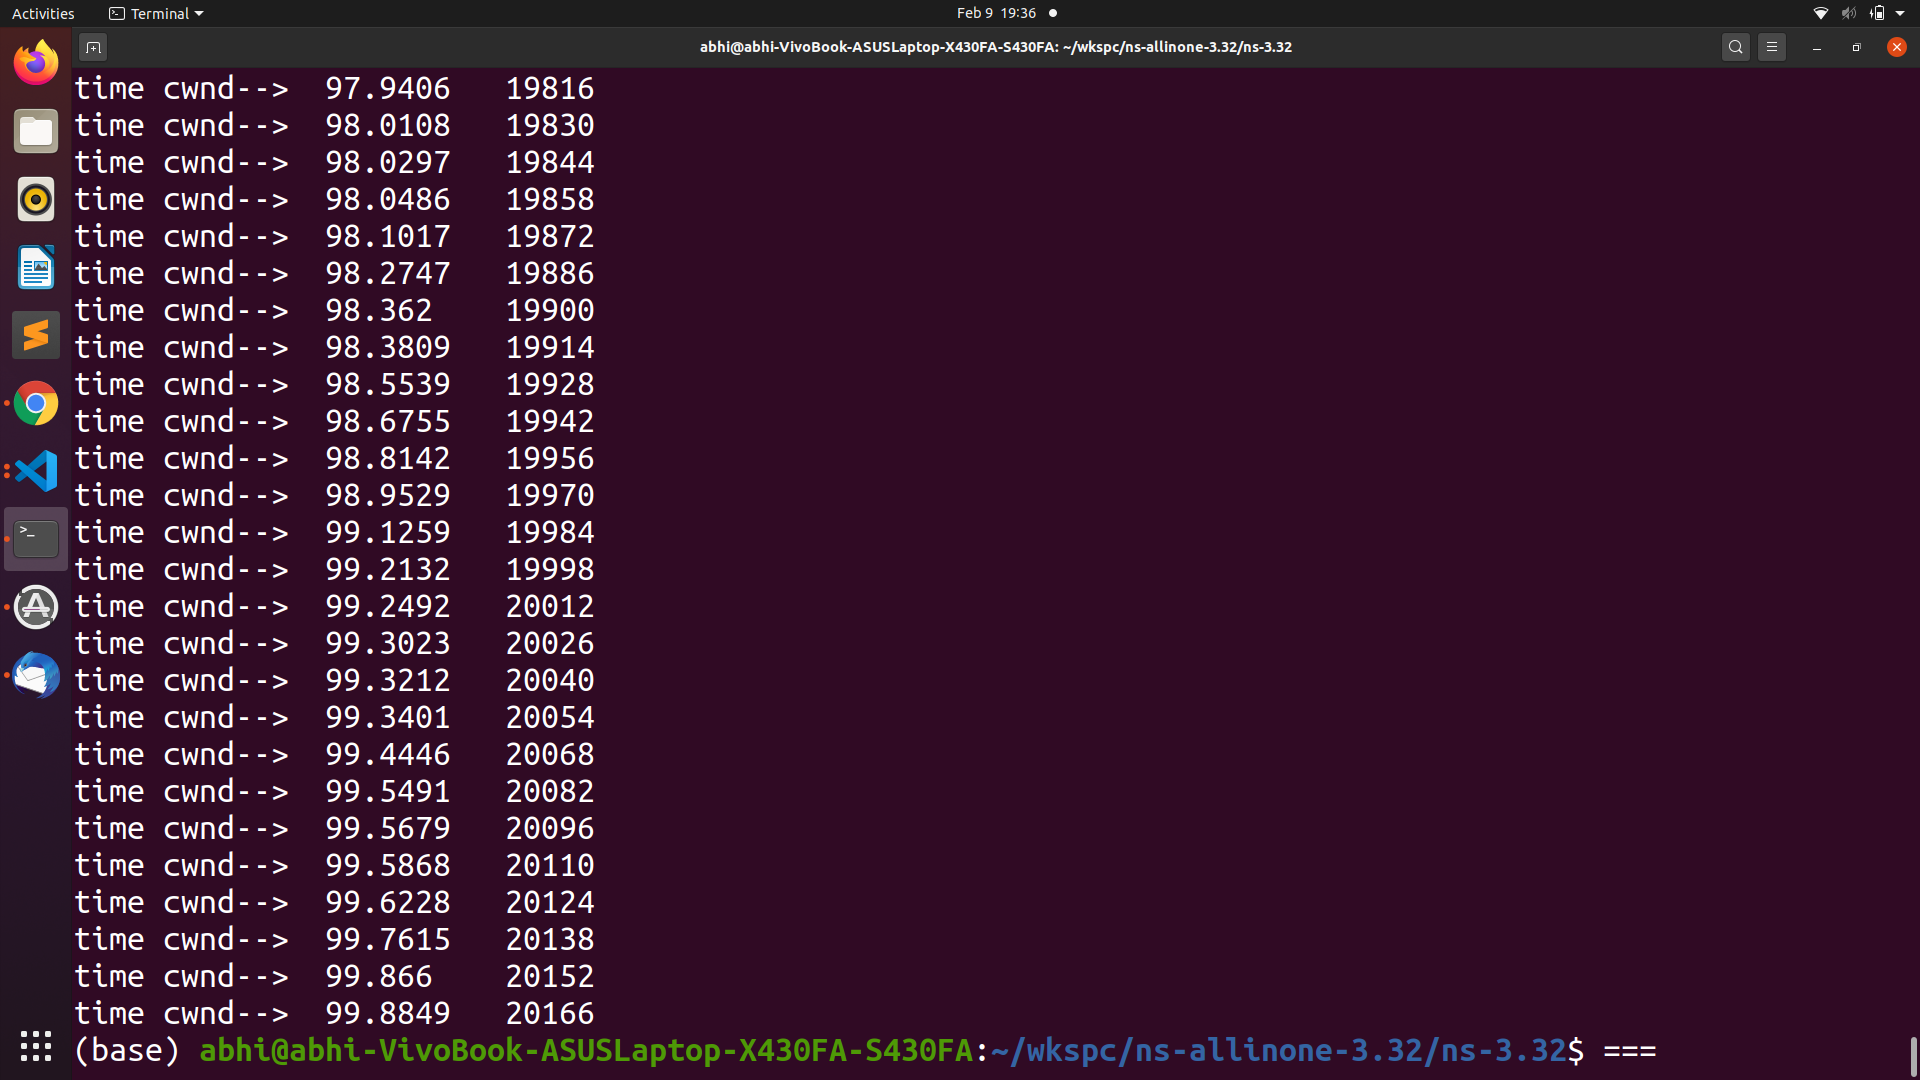 Activities Terminal Feb 9 19:36
abhi@abhi-VivoBook-ASUSLaptop-X430FA-S430FA: ~/wkspc/ns-allinone-3.32/ns-3.32
time cwnd--> 97.9406 19816
time cwnd--> 98.0108 19830
time cwnd--> 98.0297 19844
time cwnd--> 98.0486 19858
time cwnd--> 98.1017 19872
time cwnd--> 98.2747 19886
time cwnd--> 98.362 19900
time cwnd--> 98.3809 19914
time cwnd--> 98.5539 19928
time cwnd--> 98.6755 19942
time cwnd--> 98.8142 19956
time cwnd--> 98.9529 19970
time cwnd--> 99.1259 19984
time cwnd--> 99.2132 19998
time cwnd--> 99.2492 20012
time cwnd--> 99.3023 20026
time cwnd--> 99.3212 20040
time cwnd--> 99.3401 20054
time cwnd--> 99.4446 20068
time cwnd--> 99.5491 20082
time cwnd--> 99.5679 20096
time cwnd--> 99.5868 20110
time cwnd--> 99.6228 20124
time cwnd--> 99.7615 20138
time cwnd--> 99.866 20152
time cwnd--> 99.8849 20166
(base) abhi@abhi-VivoBook-ASUSLaptop-X430FA-S430FA:~/wkspc/ns-allinone-3.32/ns-3.32$ ===